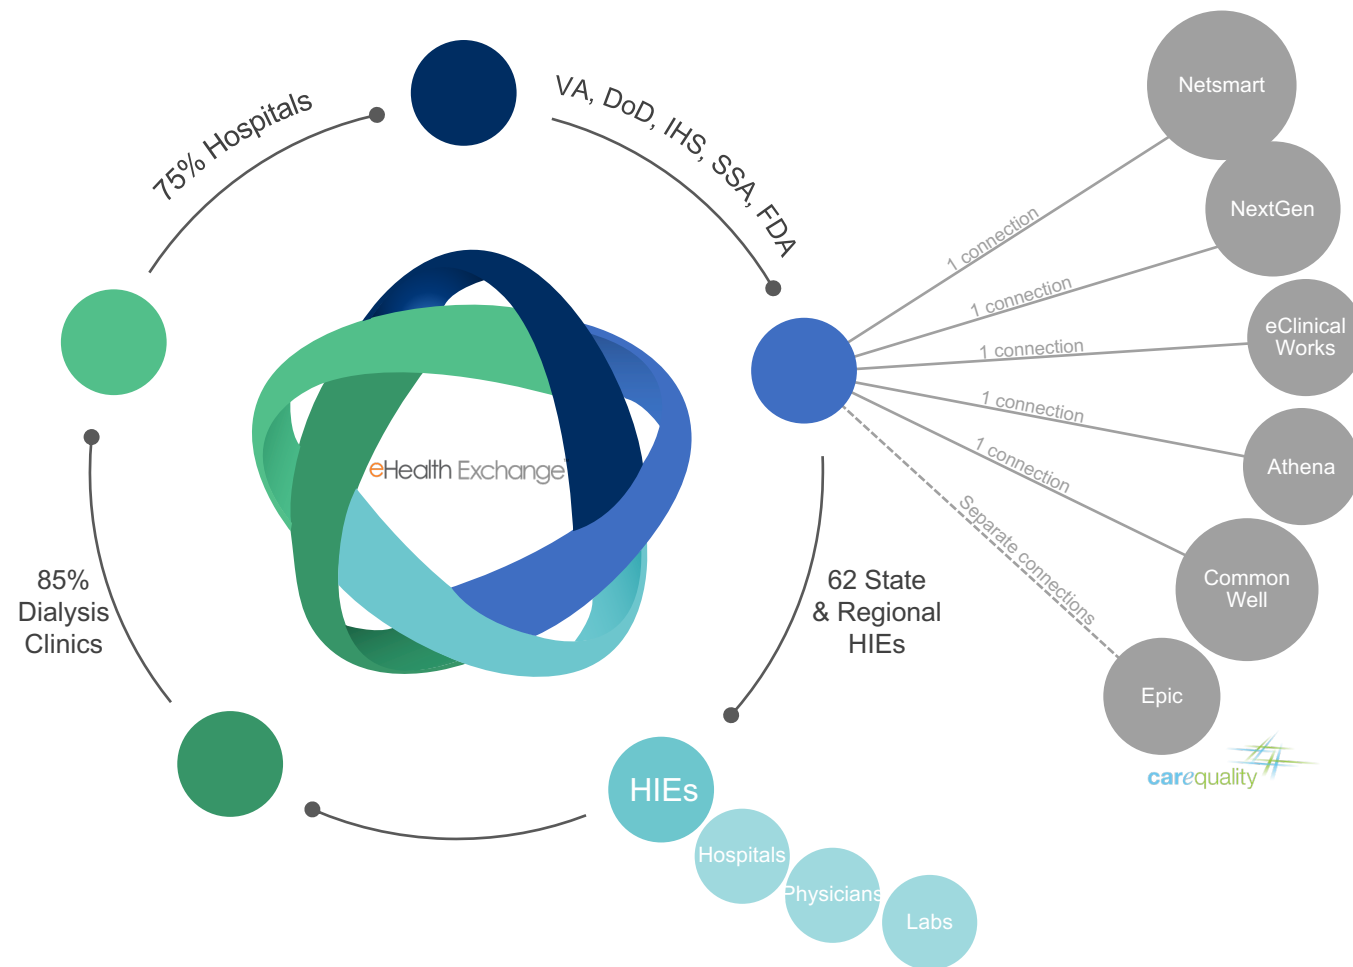 75% Hospitals
VA, DoD, IHS, SSA, FDA
Netsmart
NextGen
eClinical
Works
Athena
Common
Well
Epic
1 connection
1 connection
1 connection
1 connection
1 connection
Separate connections
carequality
eHealth Exchange
85%
Dialysis
Clinics
62 State
& Regional
HIEs
HIEs
Hospitals
Physicians
Labs